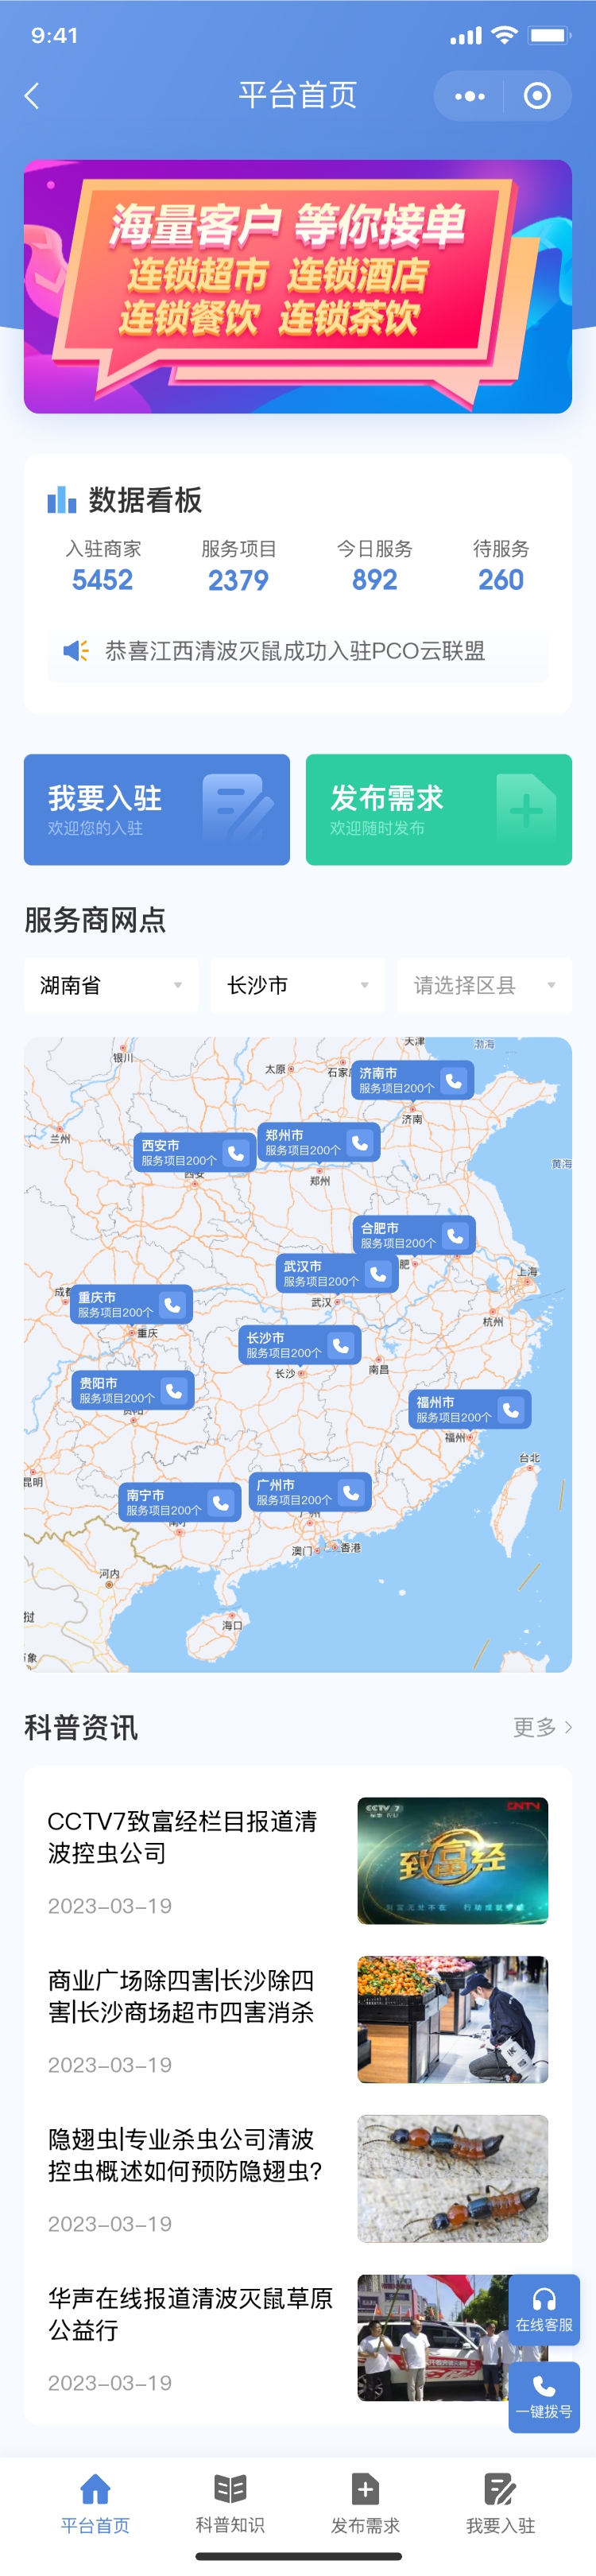 9:41
平台首页
海量客户 等你接单
连锁超市 连锁酒店
连锁餐饮 连锁茶饮
数据看板
入驻商家 服务项目 今日服务 待服务
5452 2379 892 260
恭喜江西清波灭鼠成功入驻PCO云联盟
我要入驻 发布需求
欢迎您的入驻 欢迎随时发布
服务商网点
湖南省 长沙市 请选择区县
天津 渤海
银川
太原 石家
济南市
服务项目200个
济南
兰州
郑州市
服务项目200个
西安市
服务项目200个
郑州
黄海
合肥市
服务项目200个
肥
武汉市
服务项目200个
上海
武汉
杭州
重庆市
服务项目200个
重庆
长沙市
服务项目200个
长沙
南昌
贵阳市
服务项目200个
福州市
服务项目200个
福州
台北
昆明
广州市
服务项目200个
南宁市
服务项目200个
澳门 香港
河内
海口
科普资讯 更多
CCTV7致富经栏目报道清
波控虫公司
2023-03-19
CCTV 7
CNTV
致富经
商业广场除四害|长沙除四
害|长沙商场超市四害消杀
2023-03-19
隐翅虫|专业杀虫公司清波
控虫概述如何预防隐翅虫?
2023-03-19
华声在线报道清波灭鼠草原
公益行
2023-03-19
在线客服
一键拨号
平台首页 科普知识 发布需求 我要入驻